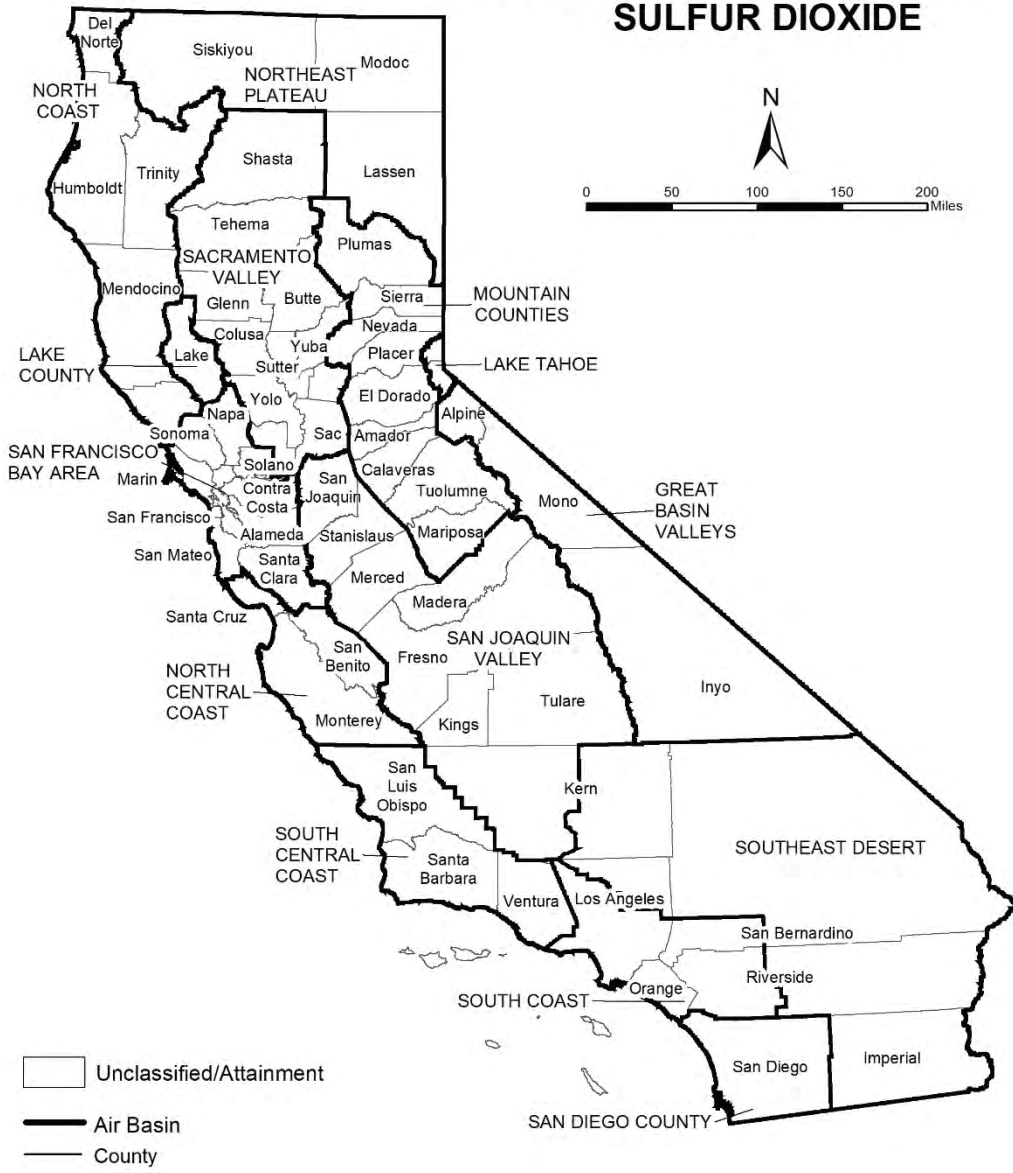 SULFUR DIOXIDE
N
0 50 100 150 200
Miles
Del
Norte
Siskiyou
Modoc
NORTHEAST
PLATEAU
NORTH
COAST
Shasta
Trinity
Lassen
Humboldt
Tehema
Plumas
SACRAMENTO
VALLEY
Mendocino
Glenn
Butte
Sierra
MOUNTAIN
COUNTIES
Nevada
Colusa
Yuba
Placer
LAKE
COUNTY
Lake
Sutter
LAKE TAHOE
El Dorado
Yolo
Napa
Alpine
Sonoma
Sac
Amador
SAN FRANCISCO
BAY AREA
Solano
Calaveras
Marin
Contra
Costa
San
Joaquin
Tuolumne
Mono
GREAT
BASIN
VALLEYS
San Francisco
Alameda
Stanislaus
Mariposa
San Mateo
Santa
Clara
Merced
Madera
Santa Cruz
SAN JOAQUIN
VALLEY
San
Benito
Fresno
NORTH
CENTRAL
COAST
Inyo
Tulare
Monterey
Kings
San
Luis
Obispo
Kern
SOUTH
CENTRAL
COAST
SOUTHEAST DESERT
Santa
Barbara
Ventura
Los Angeles
San Bernardino
Riverside
Orange
SOUTH COAST
San Diego
Imperial
SAN DIEGO COUNTY
Unclassified/Attainment
Air Basin
County